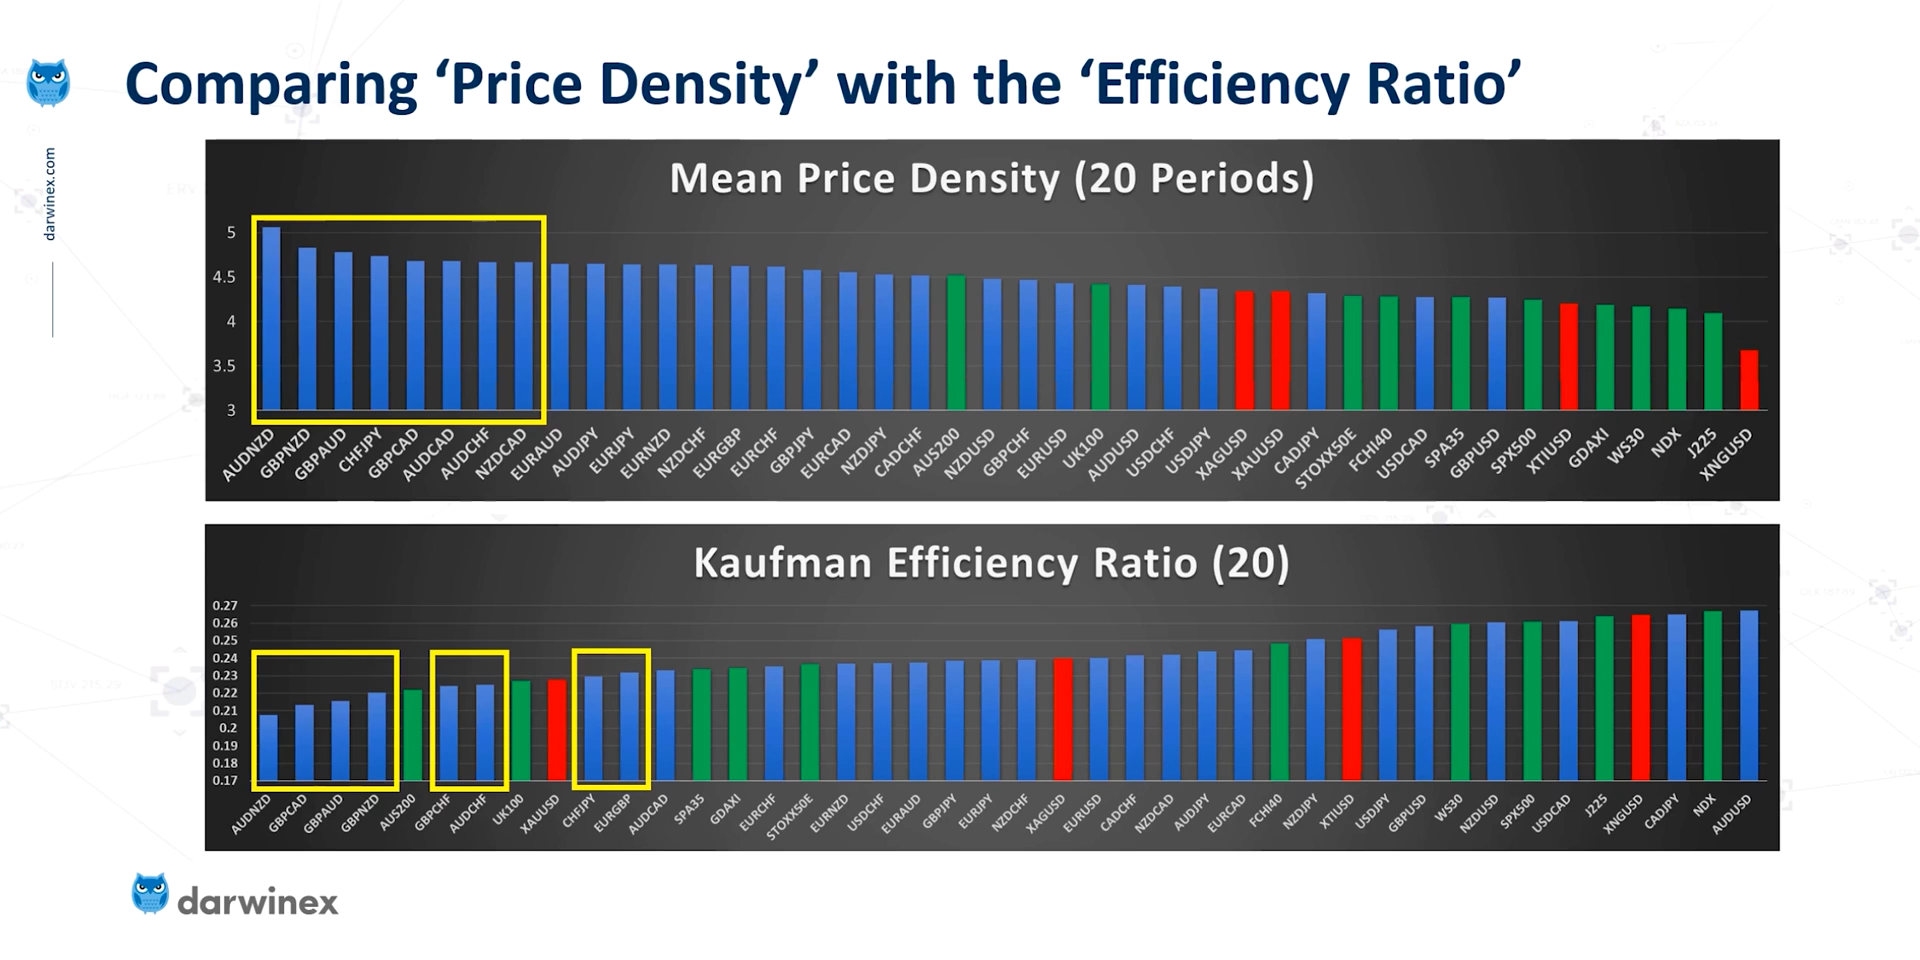 Comparing ‘Price Density’ with the ‘Efficiency Ratio’
darwinex.com
Mean Price Density (20 Periods)
5
4.5
4
3.5
3
AUDNZD
GBPNZD
GBPAUD
CHFJPY
GBPCAD
AUDCAD
AUDCHF
NZDCAD
EURAUD
AUDJPY
EURJPY
EURNZD
NZDCHF
EURGBP
EURCHF
GBPJPY
EURCAD
NZDJPY
CADCHF
AUS200
NZDUSD
GBPCHF
EURUSD
UK100
AUDUSD
USDCHF
USDJPY
XAGUSD
XAUUSD
CADJPY
STOXX50E
FCHI40
USDCAD
SPA35
GBPUSD
SPX500
XTIUSD
GDAXI
WS30
NDX
J225
XNGUSD
Kaufman Efficiency Ratio (20)
0.27
0.26
0.25
0.24
0.23
0.22
0.21
0.2
0.19
0.18
0.17
AUDNZD
GBPCAD
GBPAUD
GBPNZD
AUS200
GBPCHF
AUDCHF
UK100
XAUUSD
CHFJPY
EURGBP
AUDCAD
SPA35
GDAXI
EURCHF
STOXX50E
EURNZD
USDCHF
EURAUD
GBPJPY
EURJPY
NZDCHF
XAGUSD
EURUSD
CADCHF
NZDCAD
AUDJPY
EURCAD
FCHI40
NZDJPY
XTIUSD
USDJPY
GBPUSD
WS30
NZDUSD
SPX500
USDCAD
J225
XNGUSD
CADJPY
NDX
AUDUSD
darwinex